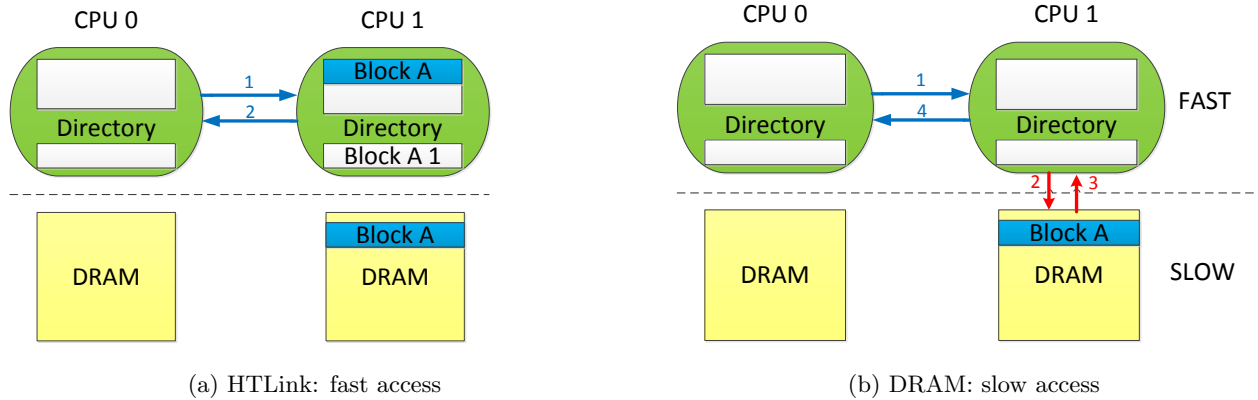 CPU 0
CPU 1
Block A
1
2
Directory
Directory
Block A 1
Block A
DRAM
DRAM
(a) HTLink: fast access
CPU 0
CPU 1
1
FAST
4
Directory
Directory
2
3
Block A
DRAM
DRAM
SLOW
(b) DRAM: slow access